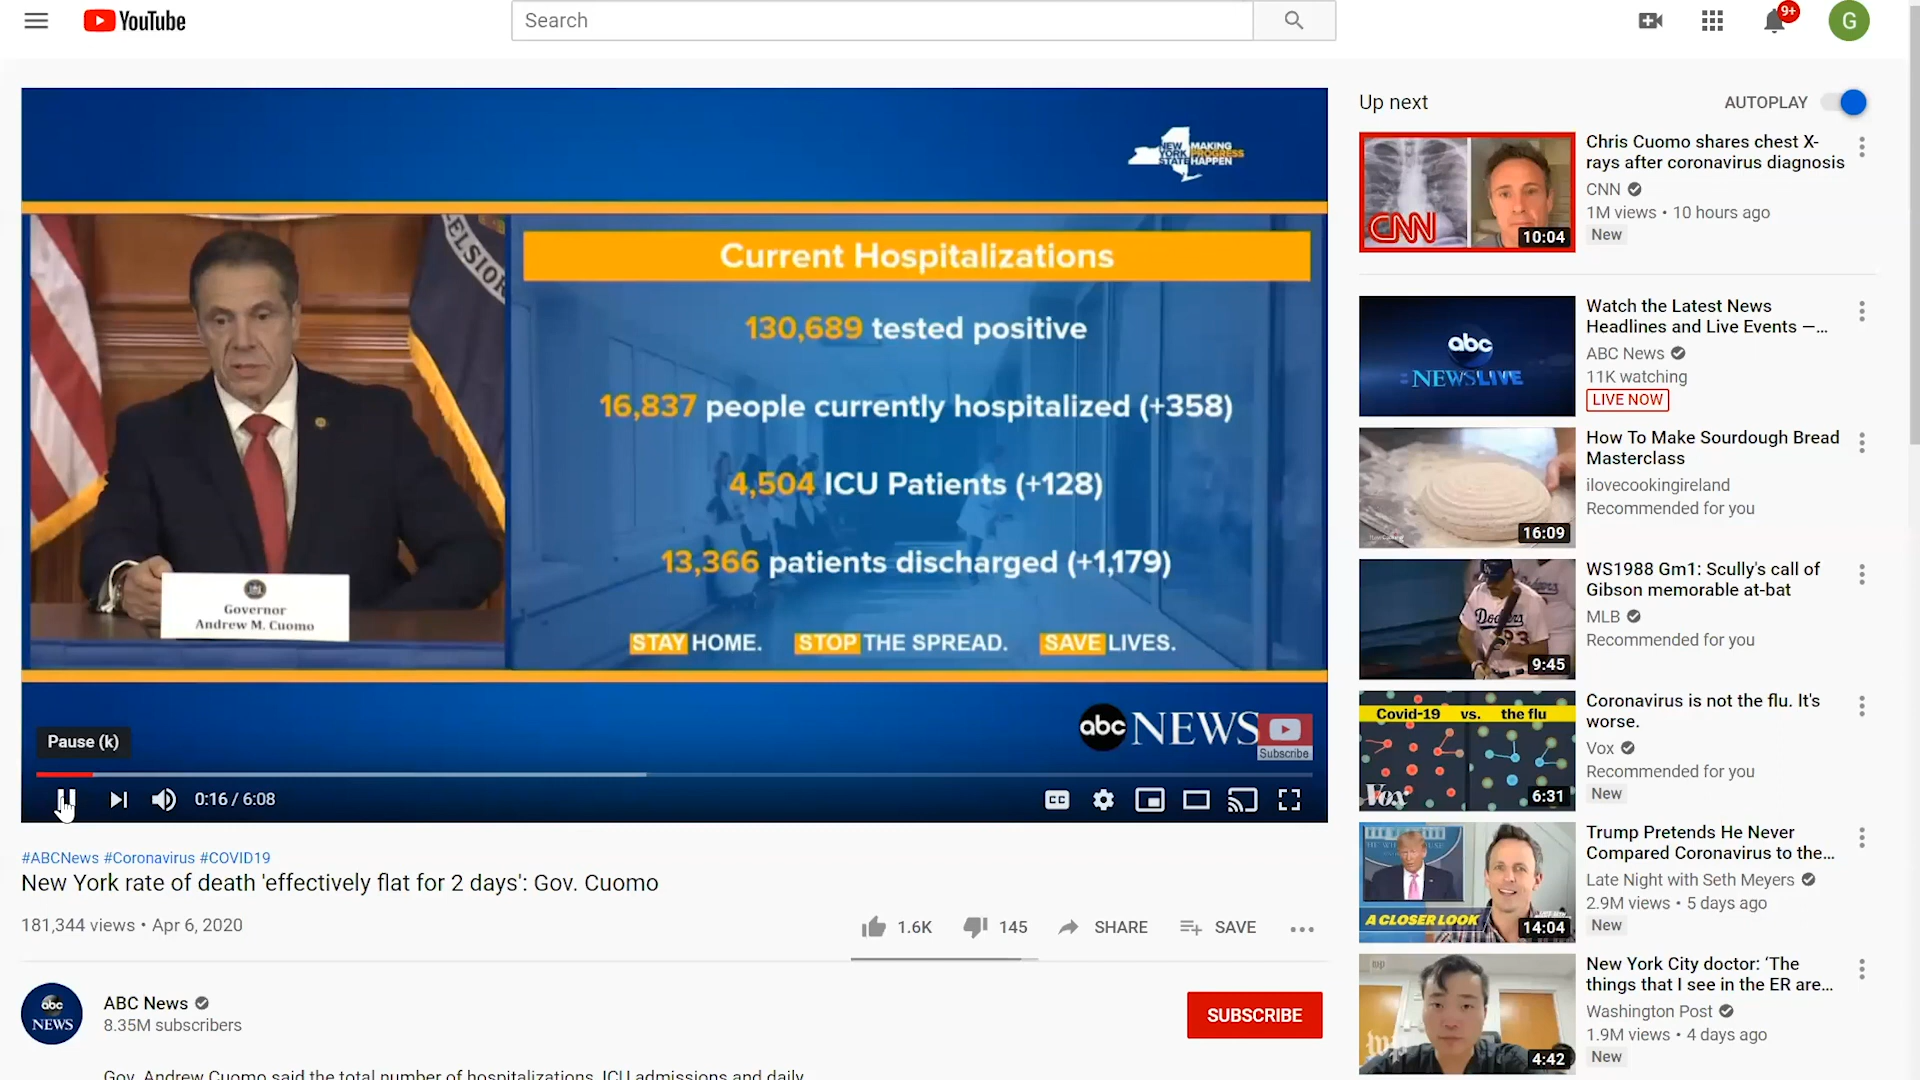 YouTube
Search
9+
G
NEW YORK STATE
MAKING PROGRESS HAPPEN
EXCELSIOR
Current Hospitalizations
130,689 tested positive
16,837 people currently hospitalized (+358)
4,504 ICU Patients (+128)
13,366 patients discharged (+1,179)
STAY HOME. STOP THE SPREAD. SAVE LIVES.
Governor
Andrew M. Cuomo
abc NEWS
Subscribe
Pause (k)
0:16 / 6:08
CC
#ABCNews #Coronavirus #COVID19
New York rate of death 'effectively flat for 2 days': Gov. Cuomo
181,344 views • Apr 6, 2020
1.6K
145
SHARE
SAVE
abc
NEWS
ABC News
8.35M subscribers
SUBSCRIBE
Gov. Andrew Cuomo said the total number of hospitalizations, ICU admissions and daily
Up next
AUTOPLAY
CNN
10:04
Chris Cuomo shares chest X-
rays after coronavirus diagnosis
CNN
1M views • 10 hours ago
New
abc
NEWSLIVE
Watch the Latest News
Headlines and Live Events —...
ABC News
11K watching
LIVE NOW
16:09
How To Make Sourdough Bread
Masterclass
ilovecookingireland
Recommended for you
Dodgers
9:45
WS1988 Gm1: Scully's call of
Gibson memorable at-bat
MLB
Recommended for you
Covid-19 vs. the flu
Vox
6:31
Coronavirus is not the flu. It's
worse.
Vox
Recommended for you
New
A CLOSER LOOK
14:04
Trump Pretends He Never
Compared Coronavirus to the...
Late Night with Seth Meyers
2.9M views • 5 days ago
New
wp
4:42
New York City doctor: ‘The
things that I see in the ER are...
Washington Post
1.9M views • 4 days ago
New